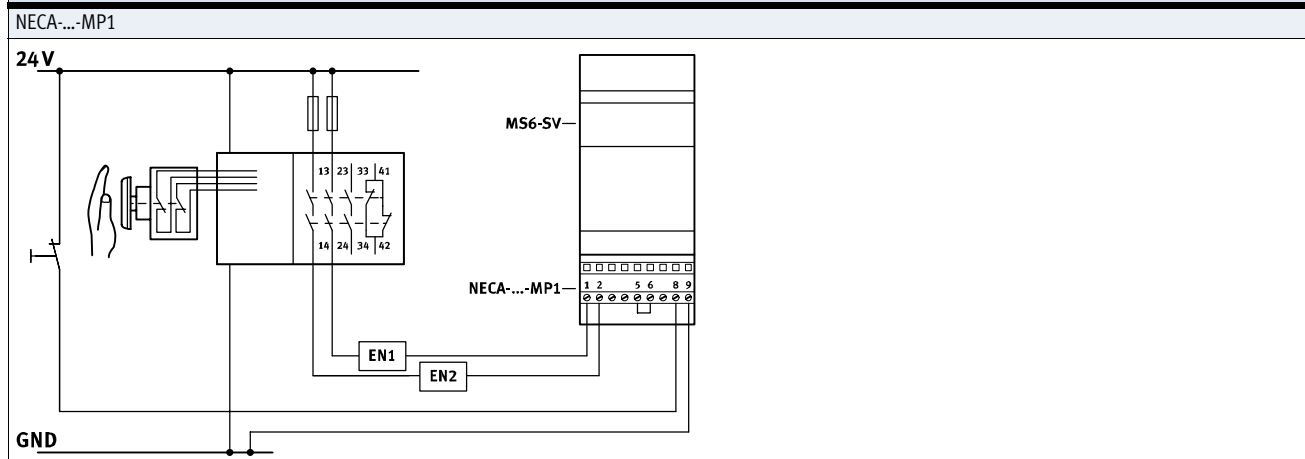 NECA-...-MP1
24V
MS6-SV
13 23 33 41
14 24 34 42
NECA-...-MP1
1 2 5 6 8 9
EN1
EN2
GND